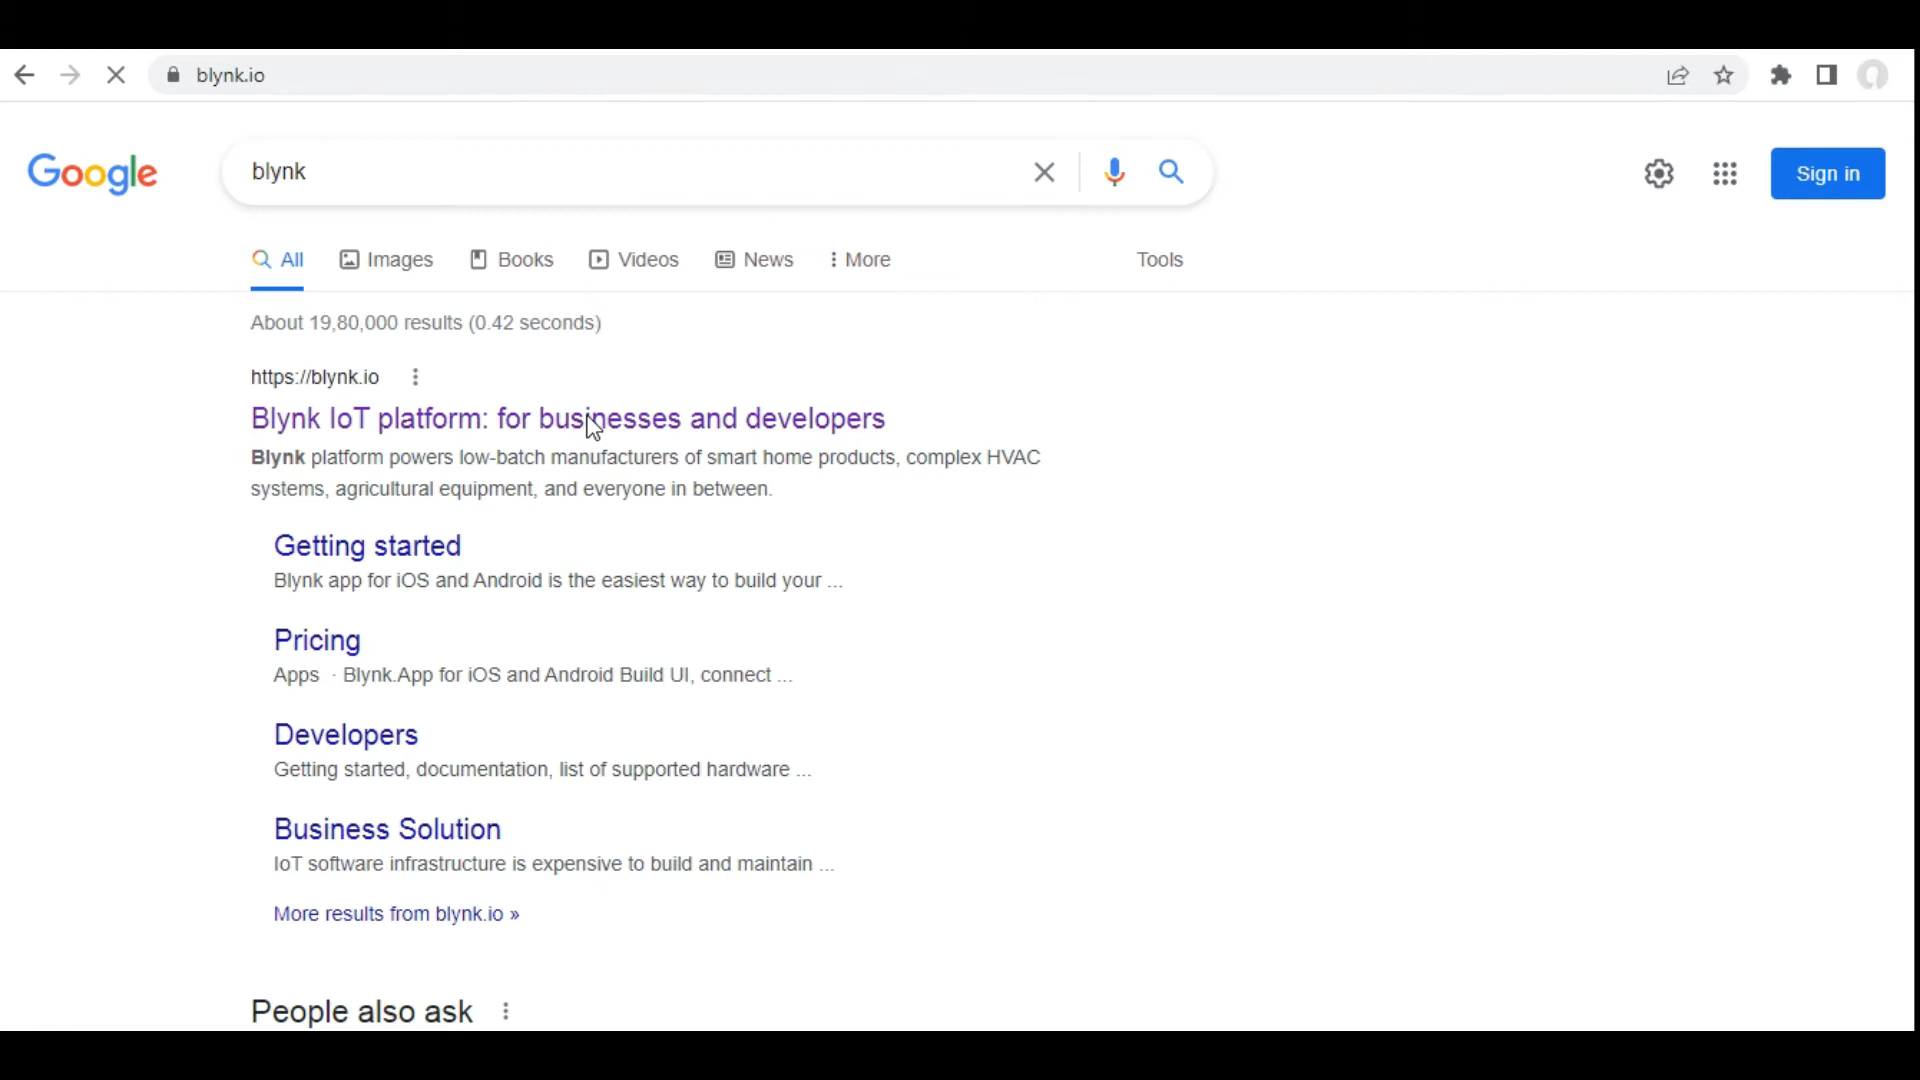 blynk.io
Google
blynk
Sign in
All
Images
Books
Videos
News
More
Tools
About 19,80,000 results (0.42 seconds)
https://blynk.io
Blynk IoT platform: for businesses and developers
Blynk platform powers low-batch manufacturers of smart home products, complex HVAC
systems, agricultural equipment, and everyone in between.
Getting started
Blynk app for iOS and Android is the easiest way to build your ...
Pricing
Apps · Blynk.App for iOS and Android Build UI, connect ...
Developers
Getting started, documentation, list of supported hardware ...
Business Solution
IoT software infrastructure is expensive to build and maintain ...
More results from blynk.io »
People also ask